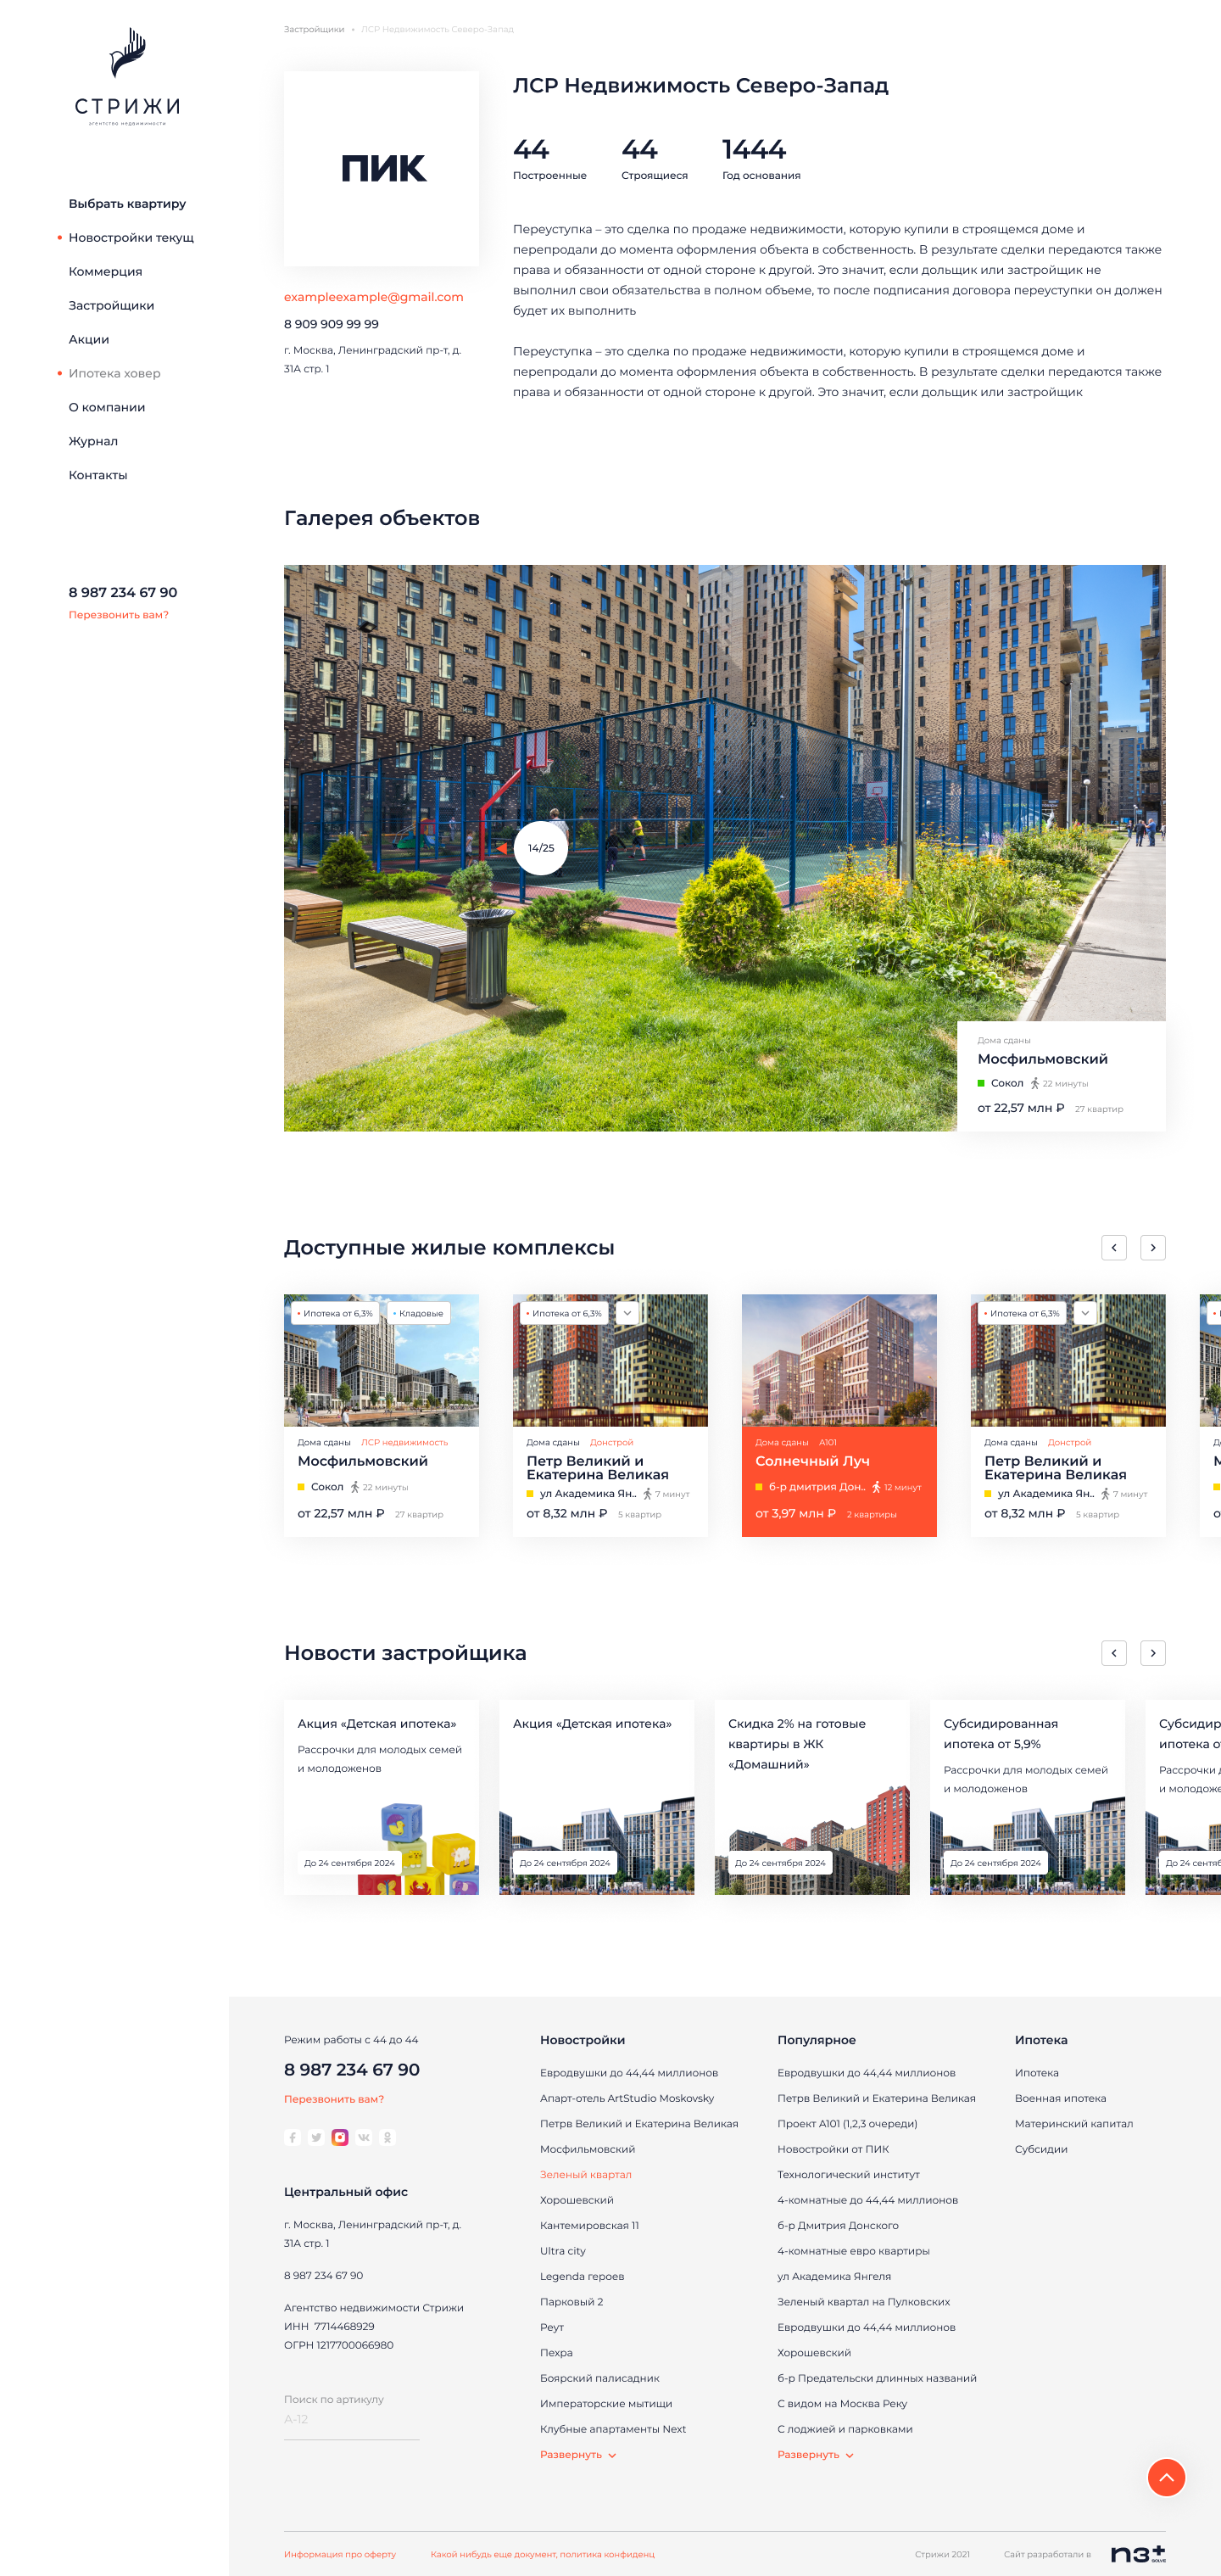 СТРИЖИ
агентство недвижимости
Выбрать квартиру
Новостройки текущ
Коммерция
Застройщики
Акции
Ипотека ховер
О компании
Журнал
Контакты
8 987 234 67 90
Перезвонить вам?
Застройщики • ЛСР Недвижимость Северо-Запад
ПИК
exampleexample@gmail.com
8 909 909 99 99
г. Москва, Ленинградский пр-т, д.
31А стр. 1
ЛСР Недвижимость Северо-Запад
44 44 1444
Построенные Строящиеся Год основания
Переуступка – это сделка по продаже недвижимости, которую купили в строящемся доме и
перепродали до момента оформления объекта в собственность. В результате сделки передаются также
права и обязанности от одной стороне к другой. Это значит, если дольщик или застройщик не
выполнил свои обязательства в полном объеме, то после подписания договора переуступки он должен
будет их выполнить
Переуступка – это сделка по продаже недвижимости, которую купили в строящемся доме и
перепродали до момента оформления объекта в собственность. В результате сделки передаются также
права и обязанности от одной стороне к другой. Это значит, если дольщик или застройщик
Галерея объектов
14/25
Дома сданы
Мосфильмовский
Сокол 22 минуты
от 22,57 млн ₽ 27 квартир
Доступные жилые комплексы
Ипотека от 6,3% Кладовые
Дома сданы ЛСР недвижимость
Мосфильмовский
Сокол 22 минуты
от 22,57 млн ₽ 27 квартир
Ипотека от 6,3%
Дома сданы Донстрой
Петр Великий и
Екатерина Великая
ул Академика Ян.. 7 минут
от 8,32 млн ₽ 5 квартир
Дома сданы А101
Солнечный Луч
б-р дмитрия Дон.. 12 минут
от 3,97 млн ₽ 2 квартиры
Ипотека от 6,3%
Дома сданы Донстрой
Петр Великий и
Екатерина Великая
ул Академика Ян.. 7 минут
от 8,32 млн ₽ 5 квартир
Новости застройщика
Акция «Детская ипотека»
Рассрочки для молодых семей
и молодоженов
До 24 сентября 2024
Акция «Детская ипотека»
До 24 сентября 2024
Скидка 2% на готовые
квартиры в ЖК
«Домашний»
До 24 сентября 2024
Субсидированная
ипотека от 5,9%
Рассрочки для молодых семей
и молодоженов
До 24 сентября 2024
Субсидир
ипотека от
Рассрочки д
и молодоже
До 24 сентяб
Режим работы с 44 до 44
8 987 234 67 90
Перезвонить вам?
Центральный офис
г. Москва, Ленинградский пр-т, д.
31А стр. 1
8 987 234 67 90
Агентство недвижимости Стрижи
ИНН 7714468929
ОГРН 1217700066980
Поиск по артикулу
А-12
Новостройки
Евродвушки до 44,44 миллионов
Апарт-отель ArtStudio Moskovsky
Петрв Великий и Екатерина Великая
Мосфильмовский
Зеленый квартал
Хорошевский
Кантемировская 11
Ultra city
Legenda героев
Парковый 2
Реут
Пехра
Боярский палисадник
Императорские мытищи
Клубные апартаменты Next
Развернуть
Популярное
Евродвушки до 44,44 миллионов
Петрв Великий и Екатерина Великая
Проект А101 (1,2,3 очереди)
Новостройки от ПИК
Технологический институт
4-комнатные до 44,44 миллионов
б-р Дмитрия Донского
4-комнатные евро квартиры
ул Академика Янгеля
Зеленый квартал на Пулковских
Евродвушки до 44,44 миллионов
Хорошевский
б-р Предательски длинных названий
С видом на Москва Реку
С лоджией и парковками
Развернуть
Ипотека
Ипотека
Военная ипотека
Материнский капитал
Субсидии
Информация про оферту Какой нибудь еще документ, политика конфиденц Стрижи 2021 Сайт разработали в n3+